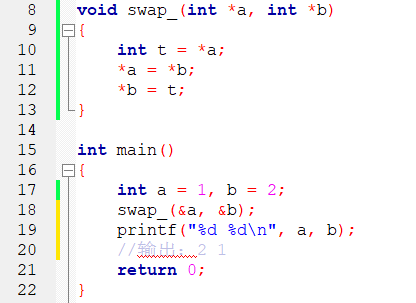 8 void swap_(int *a, int *b)
9 {
10 int t = *a;
11 *a = *b;
12 *b = t;
13 }
14
15 int main()
16 {
17 int a = 1, b = 2;
18 swap_(&a, &b);
19 printf("%d %d\n", a, b);
20 //输出：2 1
21 return 0;
22 }